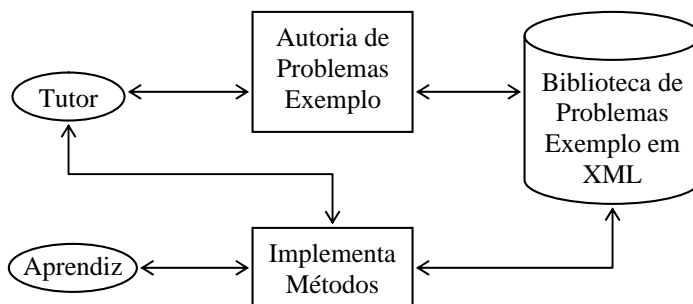 Autoria de
Problemas
Exemplo
Tutor
Biblioteca de
Problemas
Exemplo em
XML
Aprendiz
Implementa
Métodos